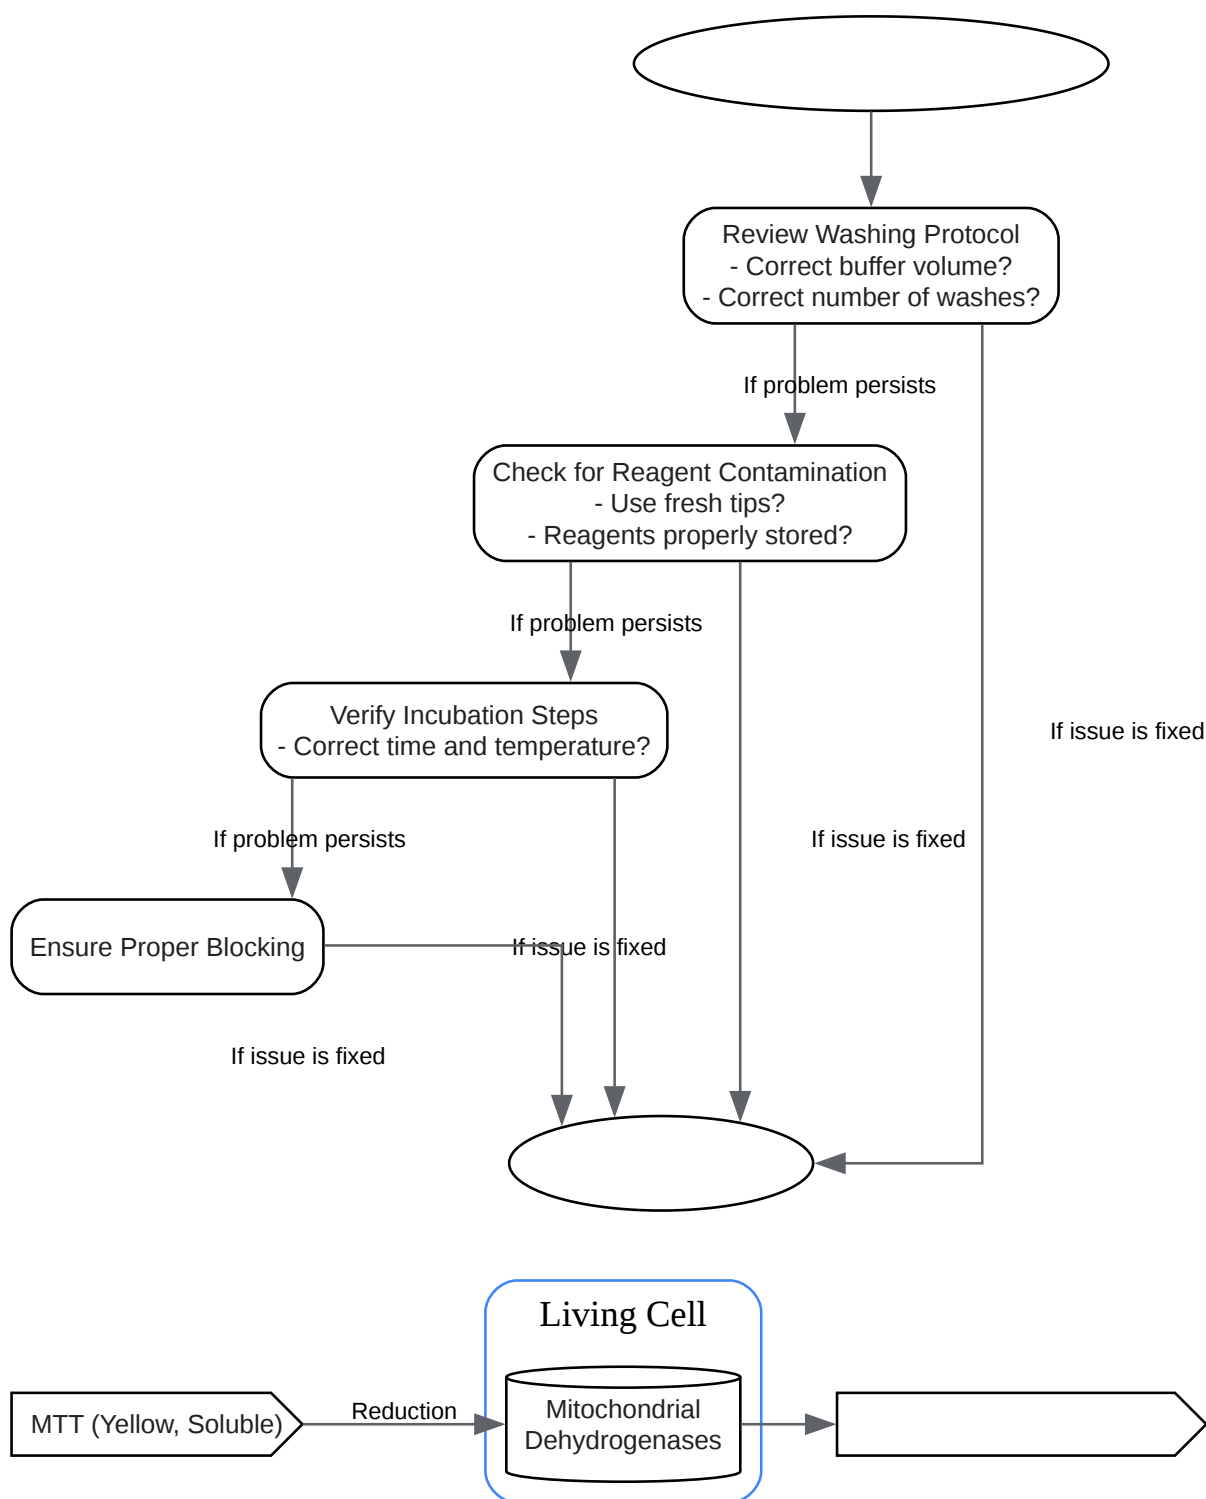 Review Washing Protocol
- Correct buffer volume?
- Correct number of washes?
If problem persists
Check for Reagent Contamination
- Use fresh tips?
- Reagents properly stored?
If problem persists
Verify Incubation Steps
- Correct time and temperature?
If issue is fixed
If problem persists
If issue is fixed
Ensure Proper Blocking
If issue is fixed
If issue is fixed
Living Cell
MTT (Yellow, Soluble)
Reduction
Mitochondrial
Dehydrogenases